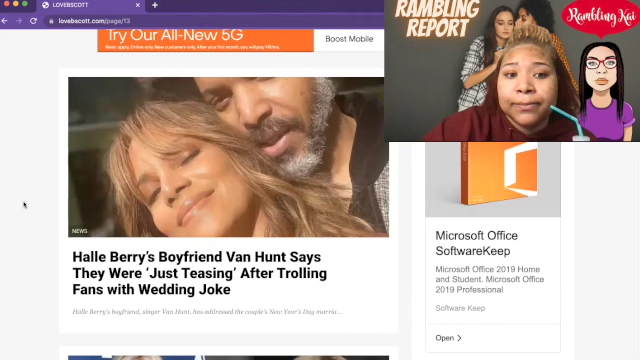 LOVEBSCOTT
lovebscott.com/page/13
Try Our All-New 5G
Boost Mobile
RAMBLING
REPORT
Rambling Kai
NEWS
Halle Berry's Boyfriend Van Hunt Says
They Were 'Just Teasing' After Trolling
Fans with Wedding Joke
Halle Berry's boyfriend, singer Van Hunt, has addressed the couple's New Year's Day marria...
Microsoft Office
SoftwareKeep
Microsoft Office 2019 Home
and Student. Microsoft Office
2019 Professional
Software Keep
Open